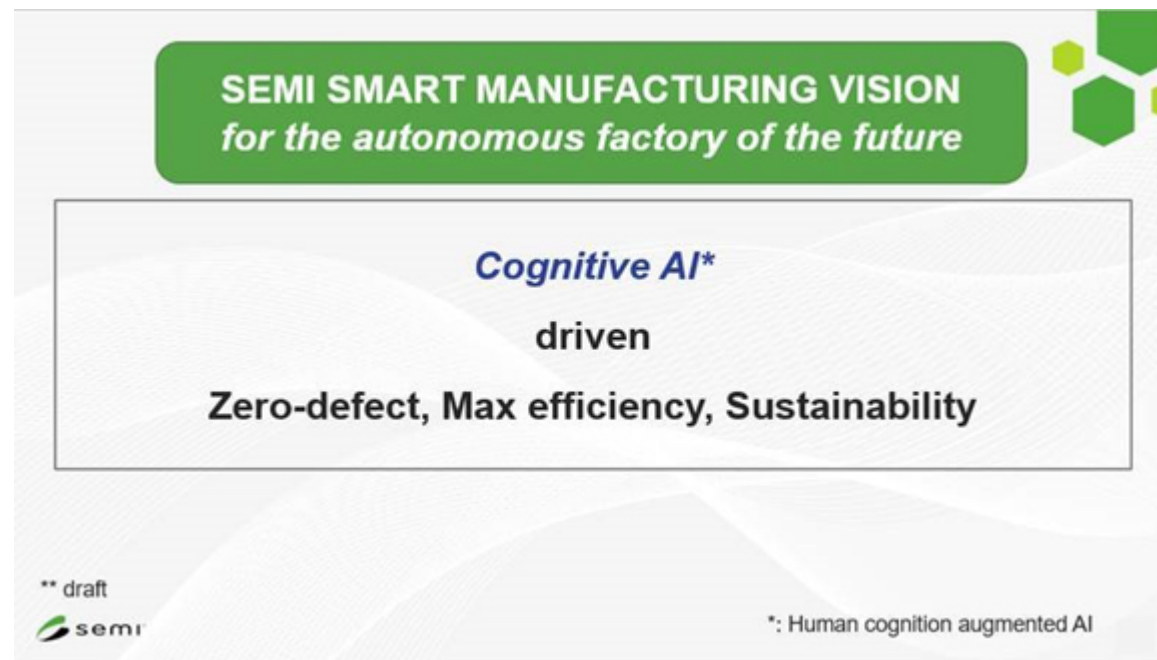 SEMI SMART MANUFACTURING VISION
for the autonomous factory of the future
Cognitive AI*
driven
Zero-defect, Max efficiency, Sustainability
** draft
semi
*: Human cognition augmented AI